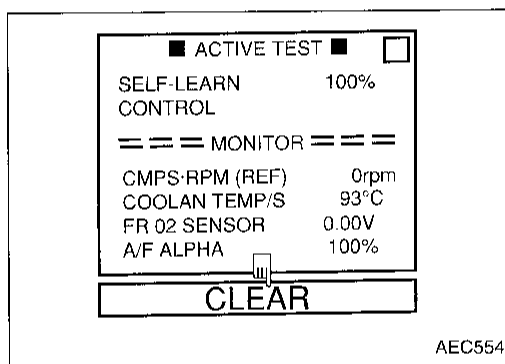 ■ ACTIVE TEST ■
SELF-LEARN 100%
CONTROL
=== MONITOR ===
CMPS·RPM (REF) 0rpm
COOLAN TEMP/S 93°C
FR 02 SENSOR 0.00V
A/F ALPHA 100%
CLEAR
AEC554